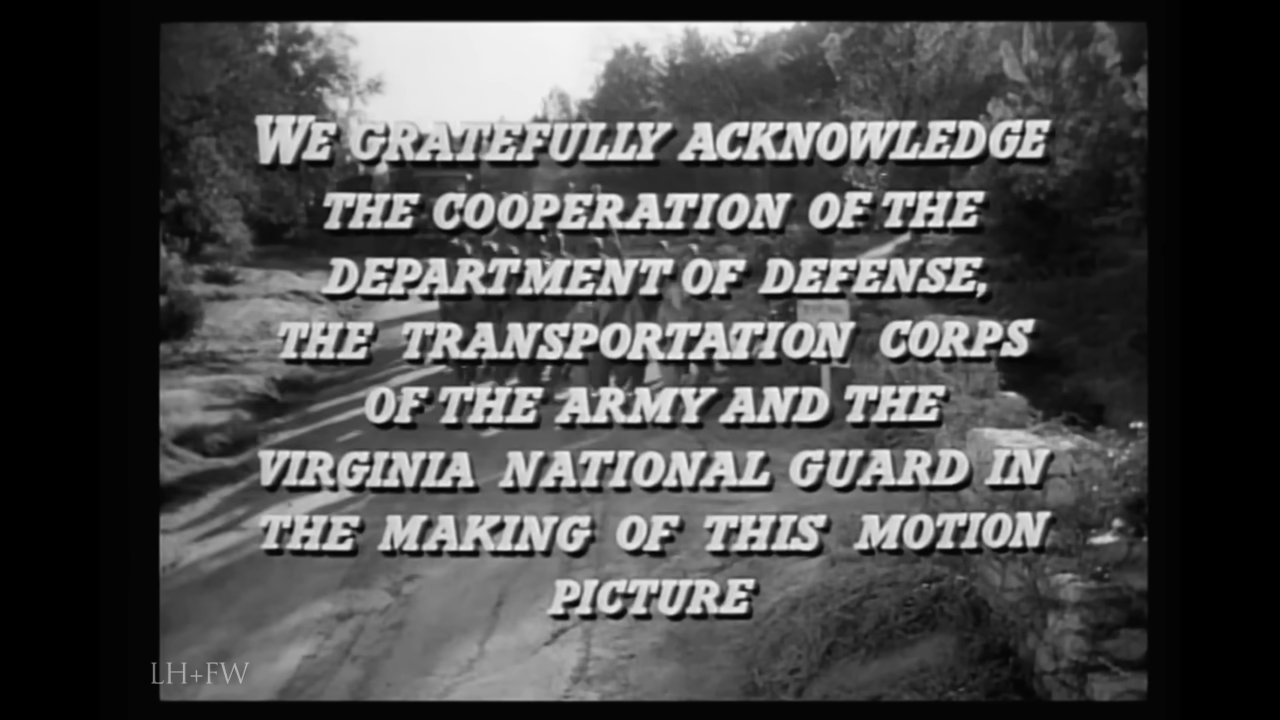 WE GRATEFULLY ACKNOWLEDGE
THE COOPERATION OF THE
DEPARTMENT OF DEFENSE,
THE TRANSPORTATION CORPS
OF THE ARMY AND THE
VIRGINIA NATIONAL GUARD IN
THE MAKING OF THIS MOTION
PICTURE
LH+FW